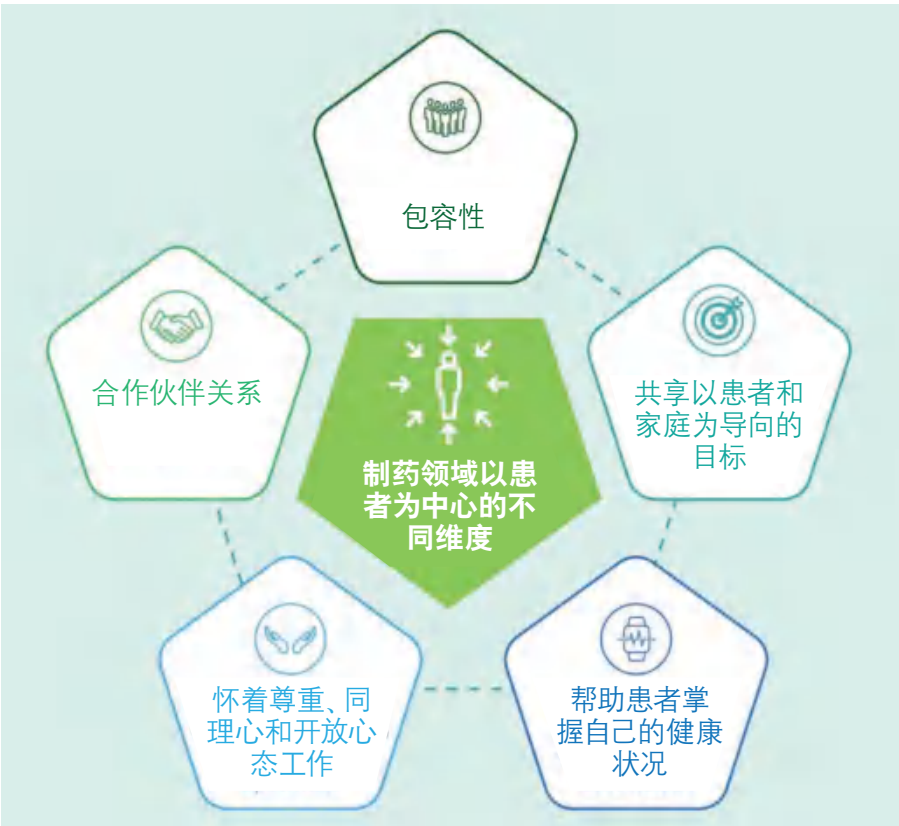 包容性
合作伙伴关系
共享以患者和
家庭为导向的
目标
制药领域以患
者为中心的不
同维度
怀着尊重、同
理心和开放心
态工作
帮助患者掌
握自己的健康
状况